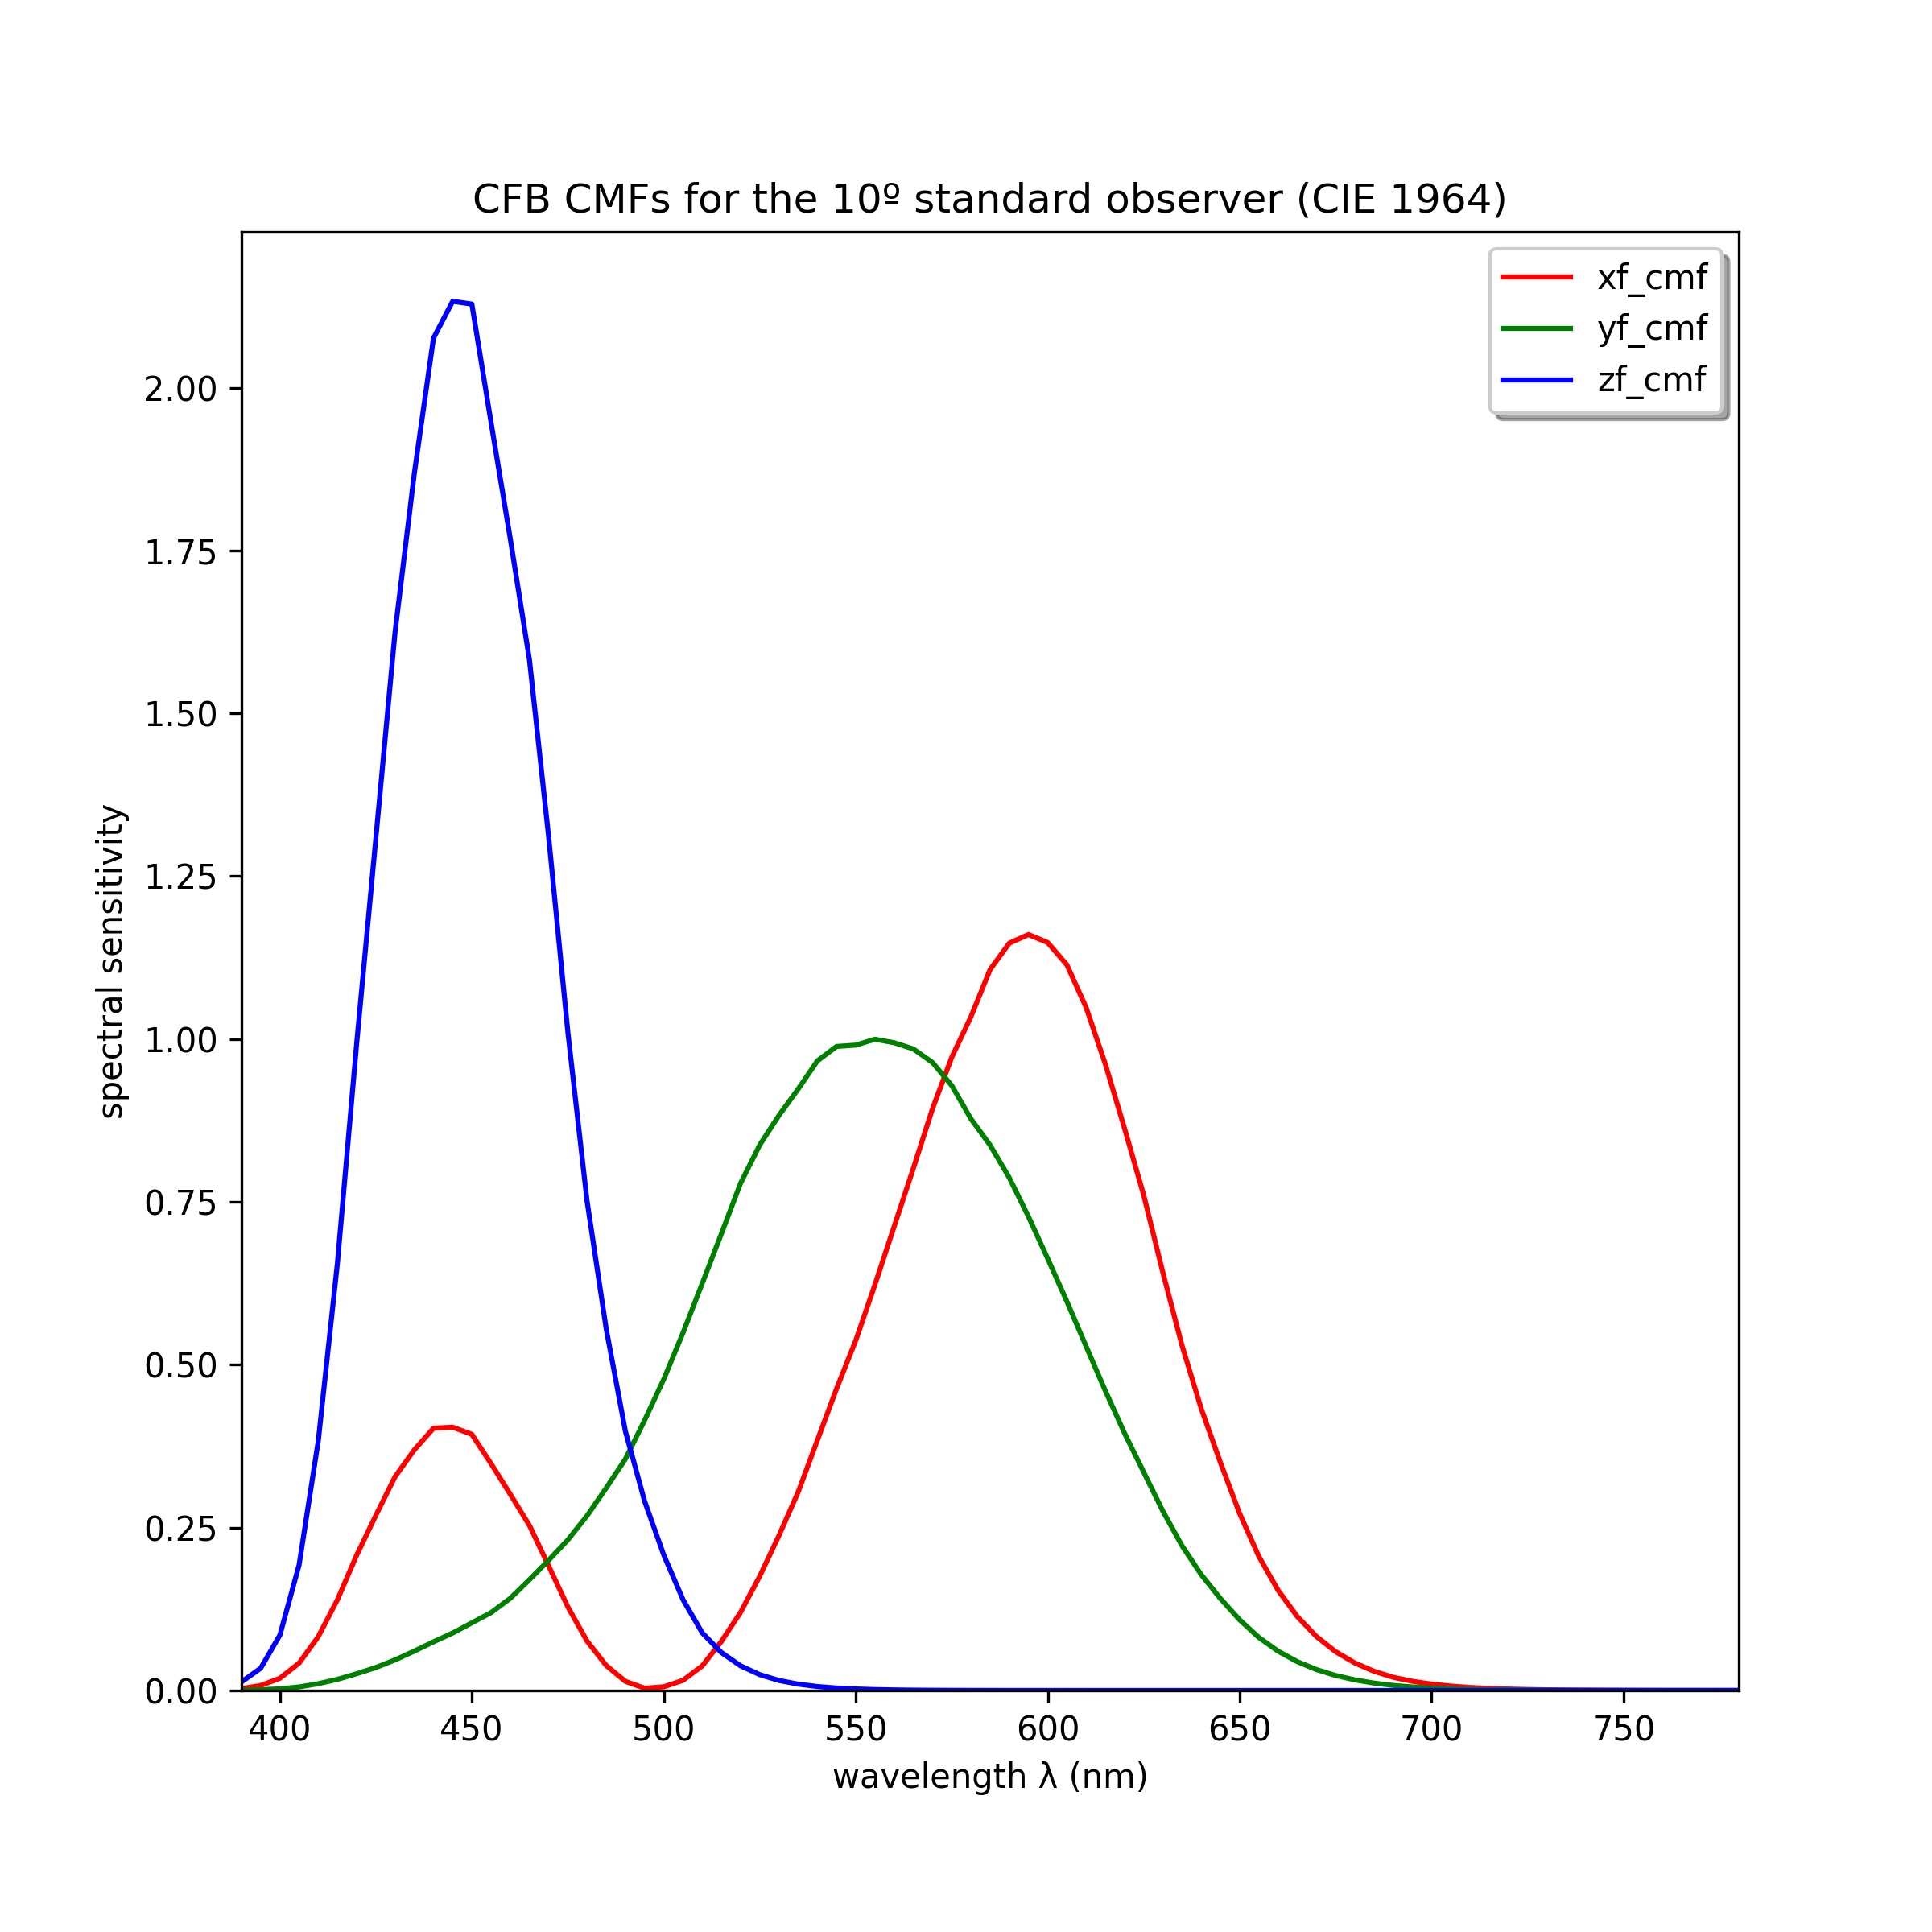 CFB CMFs for the 10º standard observer (CIE 1964)
xf_cmf
yf_cmf
zf_cmf
2.00
1.75
1.50
1.25
1.00
0.75
0.50
0.25
0.00
spectral sensitivity
400 450 500 550 600 650 700 750
wavelength λ (nm)